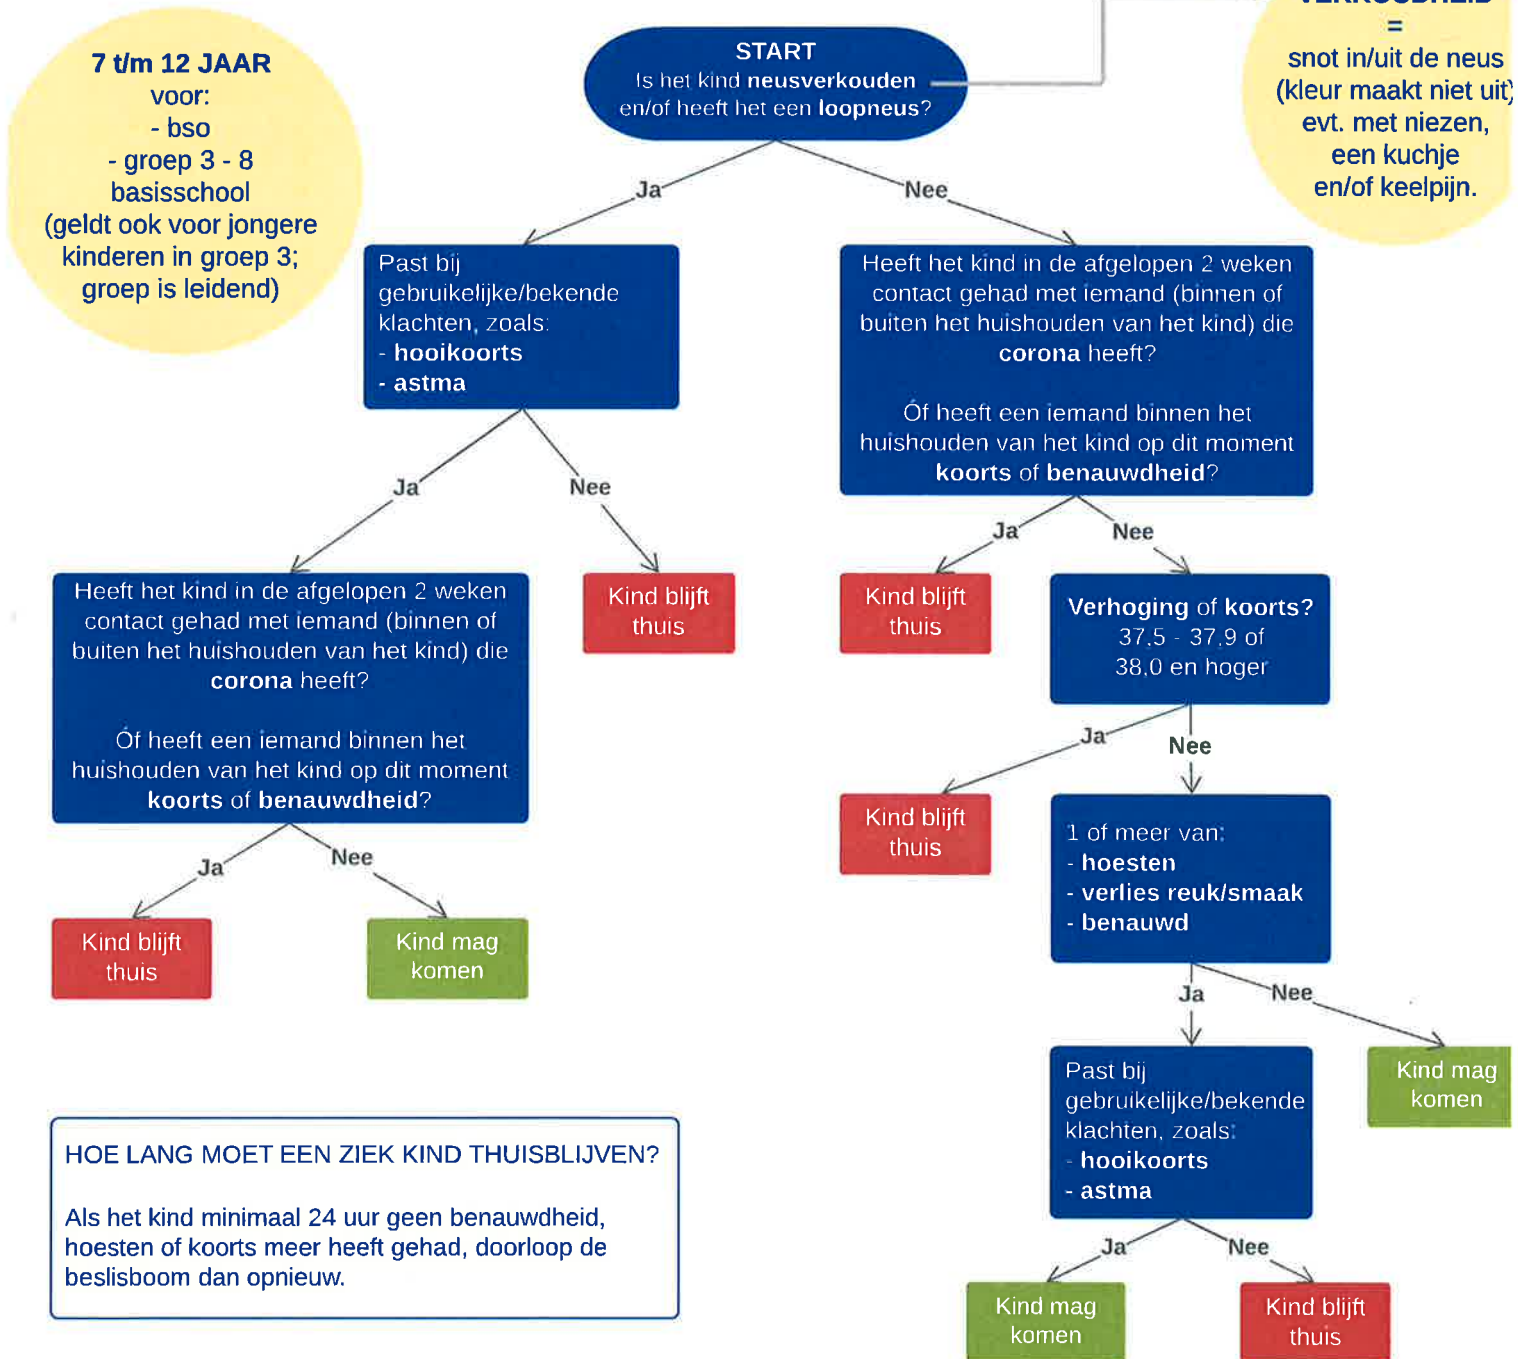 7 t/m 12 JAAR
voor:
- bso
- groep 3 - 8
basisschool
(geldt ook voor jongere
kinderen in groep 3;
groep is leidend)
START
Is het kind neusverkouden
en/of heeft het een loopneus?
=
snot in/uit de neus
(kleur maakt niet uit)
evt. met niezen,
een kuchje
en/of keelpijn.
Ja
Nee
Past bij
gebruikelijke/bekende
klachten, zoals:
- hooikoorts
- astma
Heeft het kind in de afgelopen 2 weken
contact gehad met iemand (binnen of
buiten het huishouden van het kind) die
corona heeft?
Óf heeft een iemand binnen het
huishouden van het kind op dit moment
koorts of benauwdheid?
Ja
Nee
Ja
Nee
Heeft het kind in de afgelopen 2 weken
contact gehad met iemand (binnen of
buiten het huishouden van het kind) die
corona heeft?
Óf heeft een iemand binnen het
huishouden van het kind op dit moment
koorts of benauwdheid?
Kind blijft
thuis
Kind blijft
thuis
Verhoging of koorts?
37,5 - 37,9 of
38,0 en hoger
Ja
Nee
Kind blijft
thuis
1 of meer van:
- hoesten
- verlies reuk/smaak
- benauwd
Ja
Nee
Kind blijft
thuis
Kind mag
komen
Ja
Nee
Past bij
gebruikelijke/bekende
klachten, zoals:
- hooikoorts
- astma
Kind mag
komen
Ja
Nee
Kind mag
komen
Kind blijft
thuis
HOE LANG MOET EEN ZIEK KIND THUISBLIJVEN?
Als het kind minimaal 24 uur geen benauwdheid,
hoesten of koorts meer heeft gehad, doorloop de
beslisboom dan opnieuw.